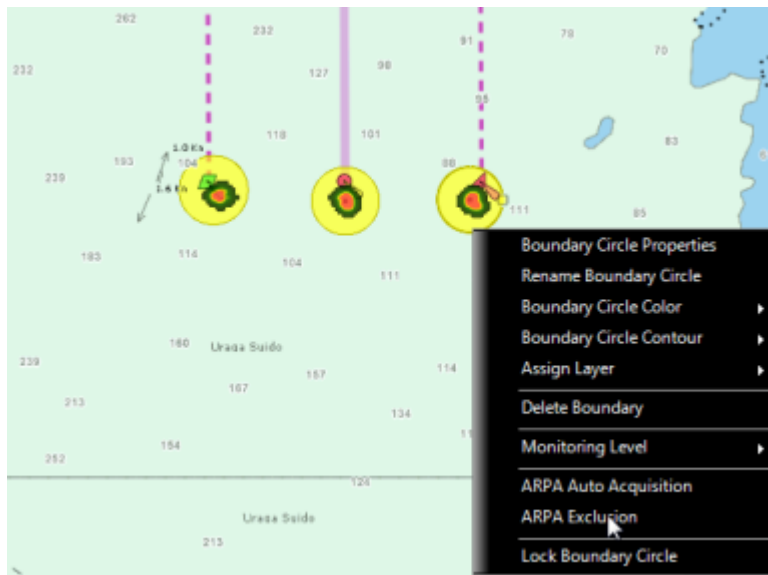 262
232
91
78
70
232
127
98
95
118
101
83
1.0 Kn
193
104
88
239
1.6 Kn
111
85
183
114
104
111
Boundary Circle Properties
Rename Boundary Circle
Boundary Circle Color
Boundary Circle Contour
Assign Layer
Delete Boundary
Monitoring Level
ARPA Auto Acquisition
ARPA Exclusion
Lock Boundary Circle
160
Uraga Suido
239
157
114
167
213
134
194
252
124
Uraga Suido
213